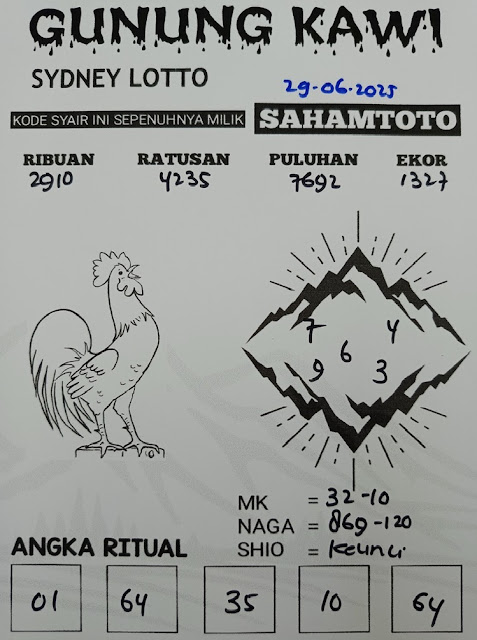 GUNUNG KAWI
SYDNEY LOTTO
29-06-2025
KODE SYAIR INI SEPENUHNYA MILIK SAHAMTOTO
RIBUAN RATUSAN PULUHAN EKOR
2910 4235 7692 1327
7 4
6
9 3
MK = 32-10
NAGA = 869-120
SHIO =
ANGKA RITUAL
01 64 35 10 64